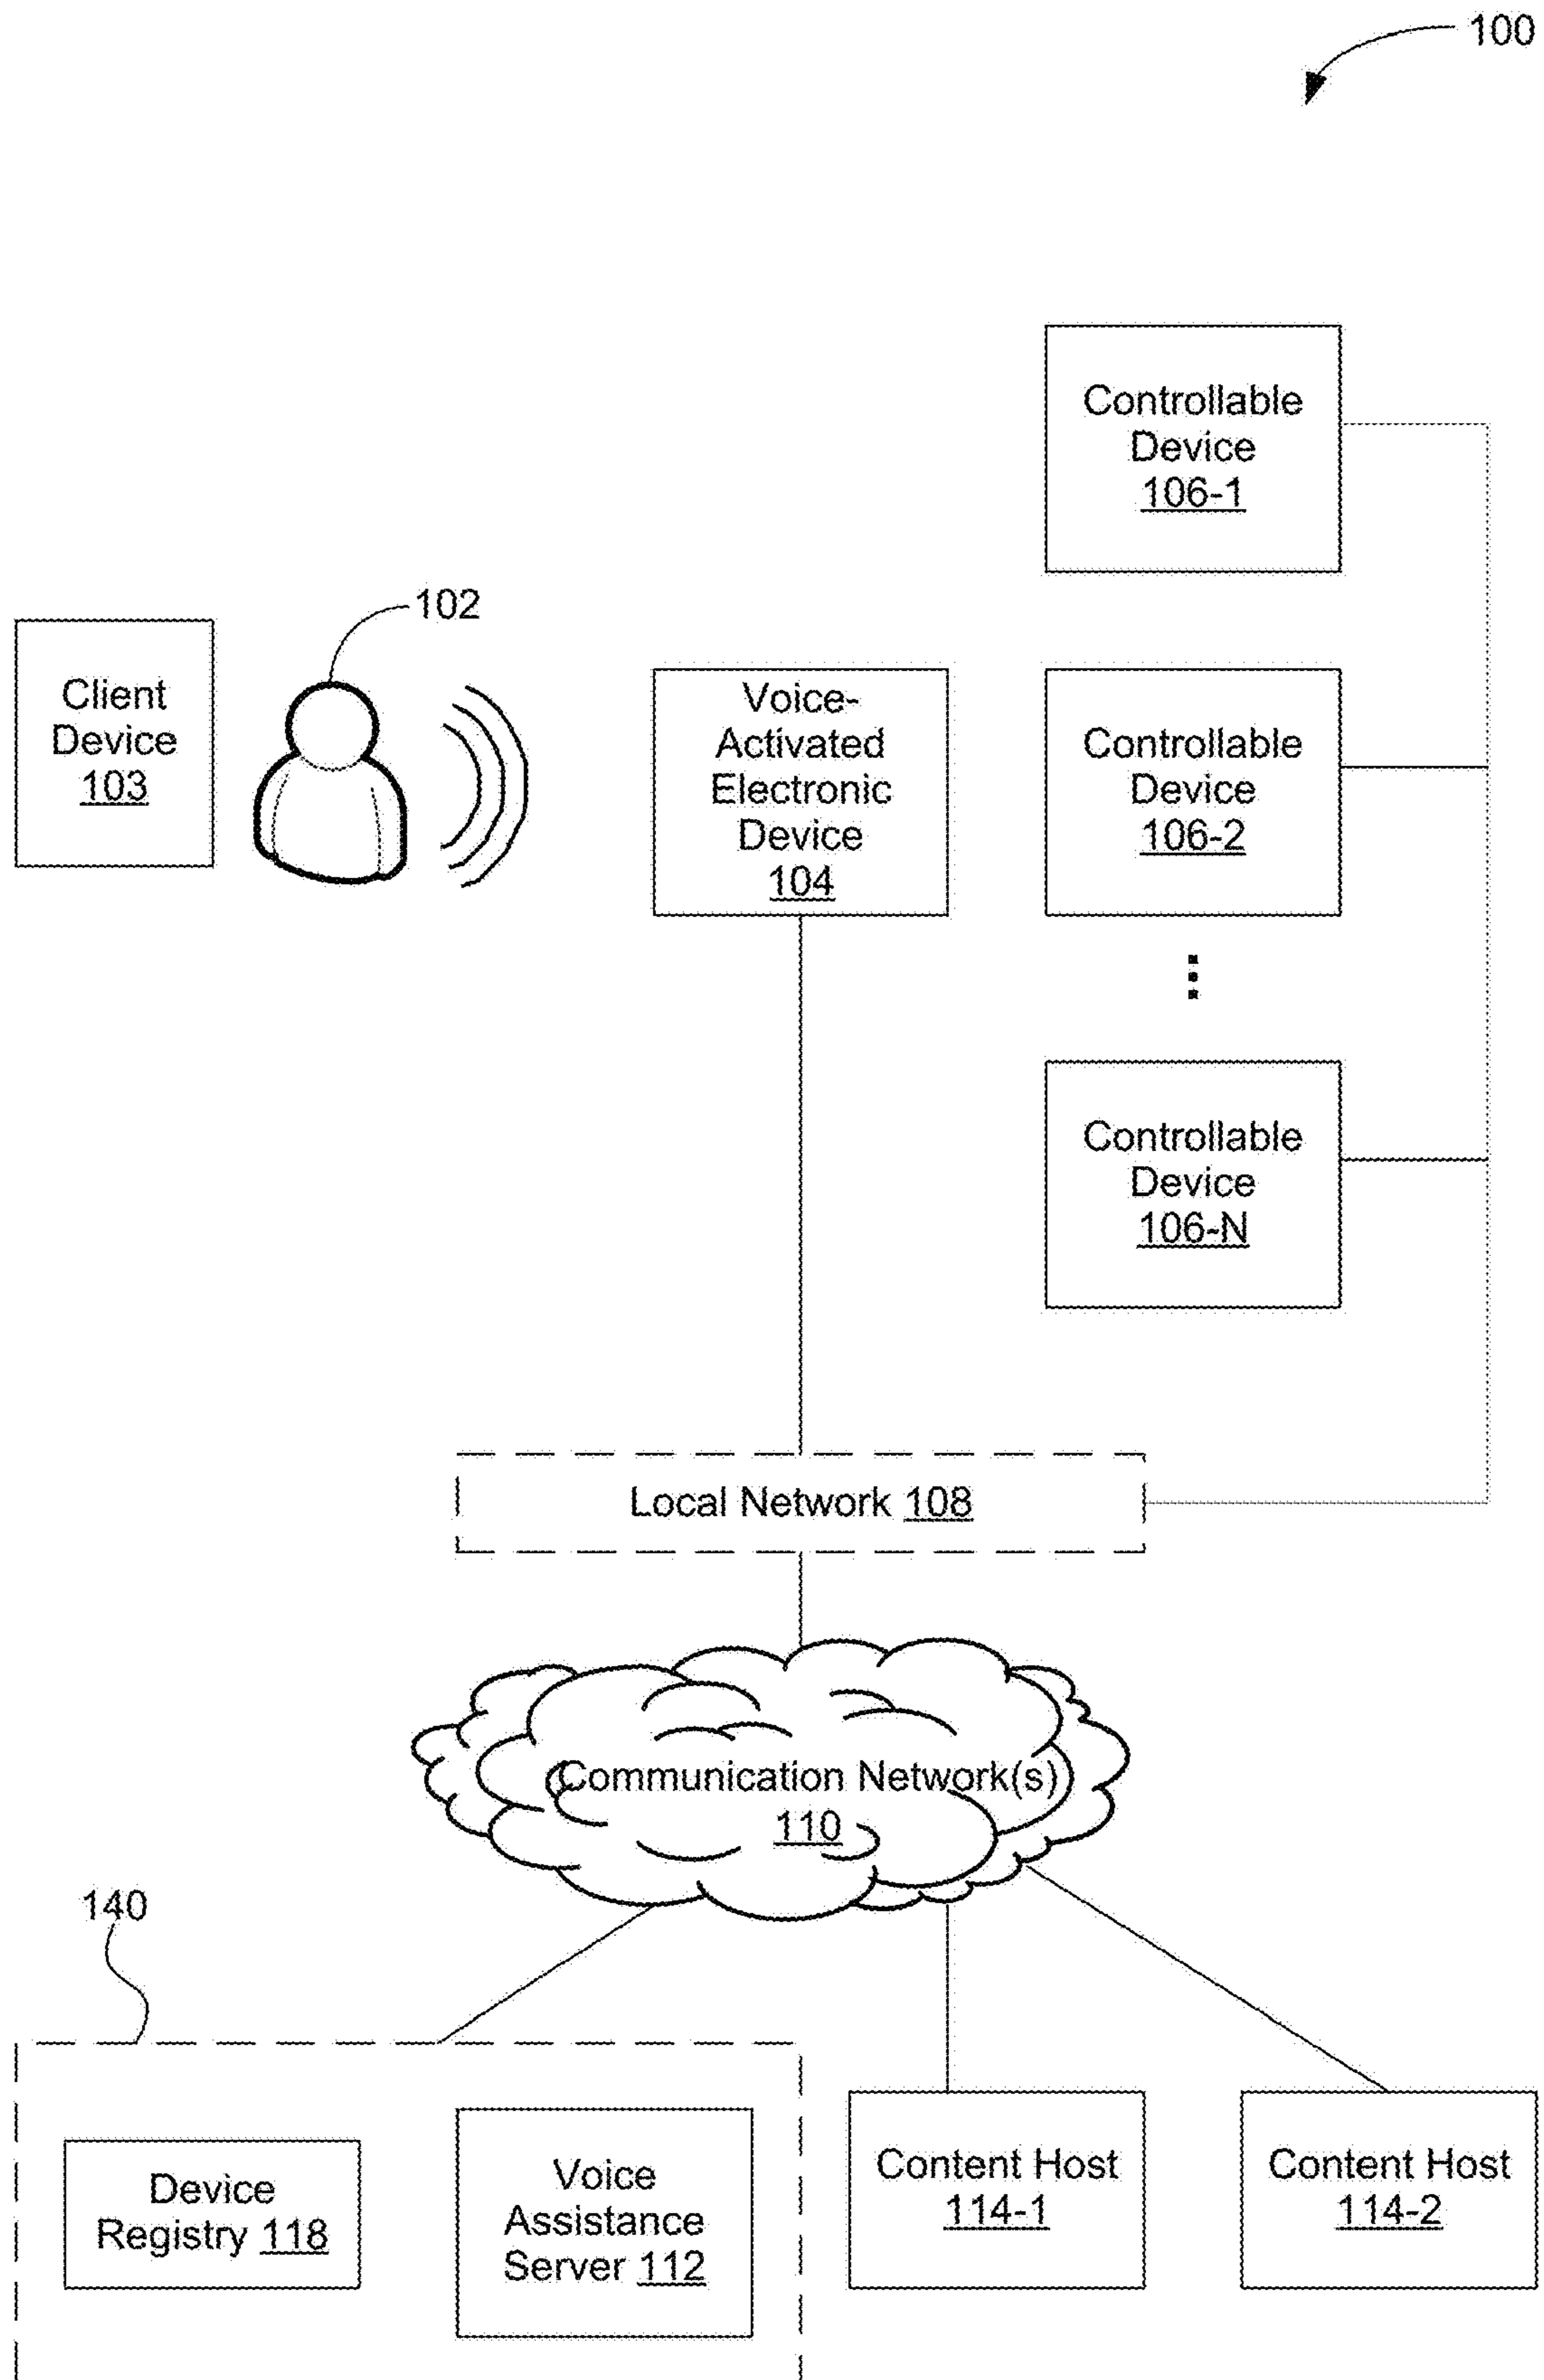 100
Controllable
Device
106-1
102
Client
Device
103
Voice-
Activated
Electronic
Device
104
Controllable
Device
106-2
Controllable
Device
106-N
Local Network 108
Communication Network(s)
110
140
Device
Registry 118
Voice
Assistance
Server 112
Content Host
114-1
Content Host
114-2